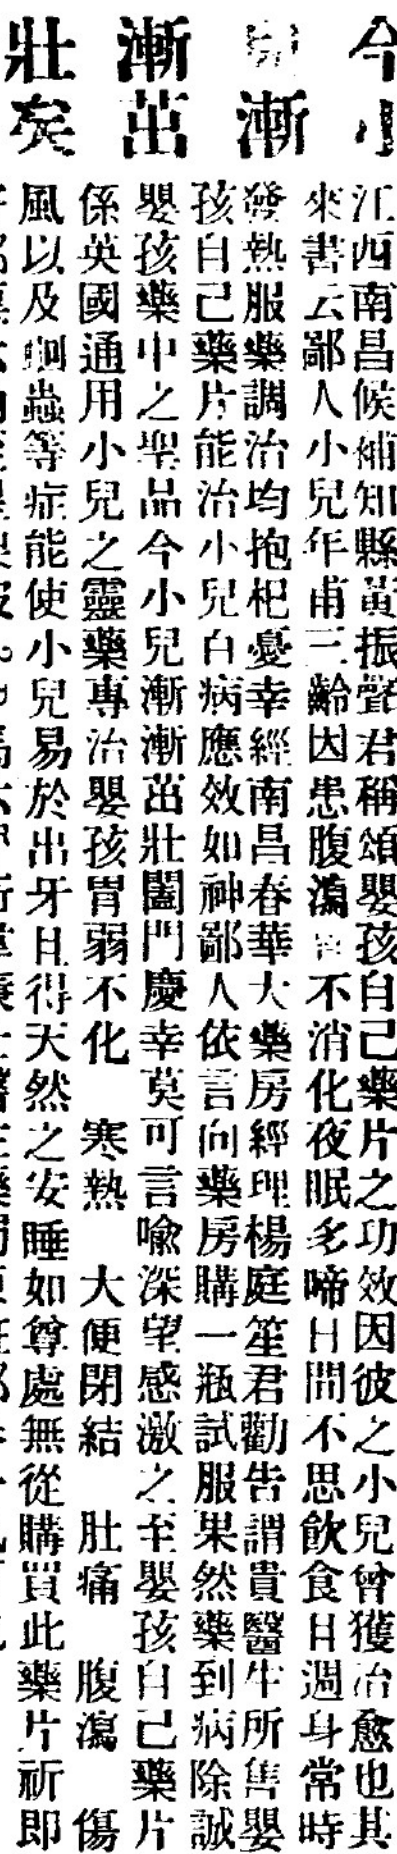 今小
兒漸
漸茁
壯矣
江西南昌候補知縣黃振聲君稱頌嬰孩自己藥片之功效因彼之小兒曾獲治愈也其
來書云鄙人小兒年甫三齡因患腹瀉不消化夜眠多啼日間不思飲食日週身常時
發熱服藥調治均抱杞憂幸經南昌春華大藥房經理楊庭笙君勸告謂貴醫生所售嬰
孩自己藥片能治小兒百病應效如神鄙人依言向藥房購一瓶試服果然藥到病除誠
嬰孩藥中之聖品今小兒漸漸茁壯闔門慶幸莫可言喩深望感激之至嬰孩自己藥片
係英國通用小兒之靈藥專治嬰孩胃弱不化 寒熱 大便閉結 肚痛 腹瀉 傷
風以及蛔蟲等症能使小兒易於出牙且得天然之安睡如尊處無從購買此藥片祈即